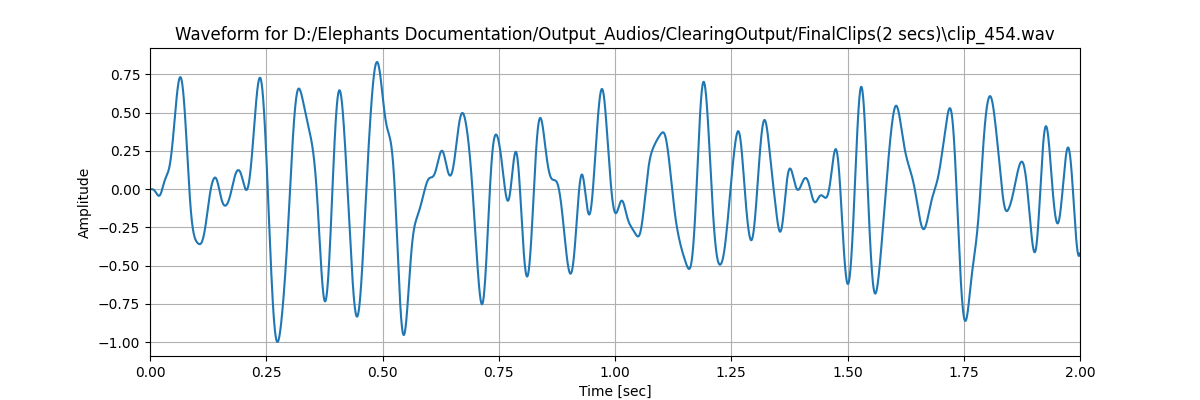 Waveform for D:/Elephants Documentation/Output_Audios/ClearingOutput/FinalClips(2 secs)\clip_454.wav
Amplitude
0.75
0.50
0.25
0.00
−0.25
−0.50
−0.75
−1.00
0.00 0.25 0.50 0.75 1.00 1.25 1.50 1.75 2.00
Time [sec]